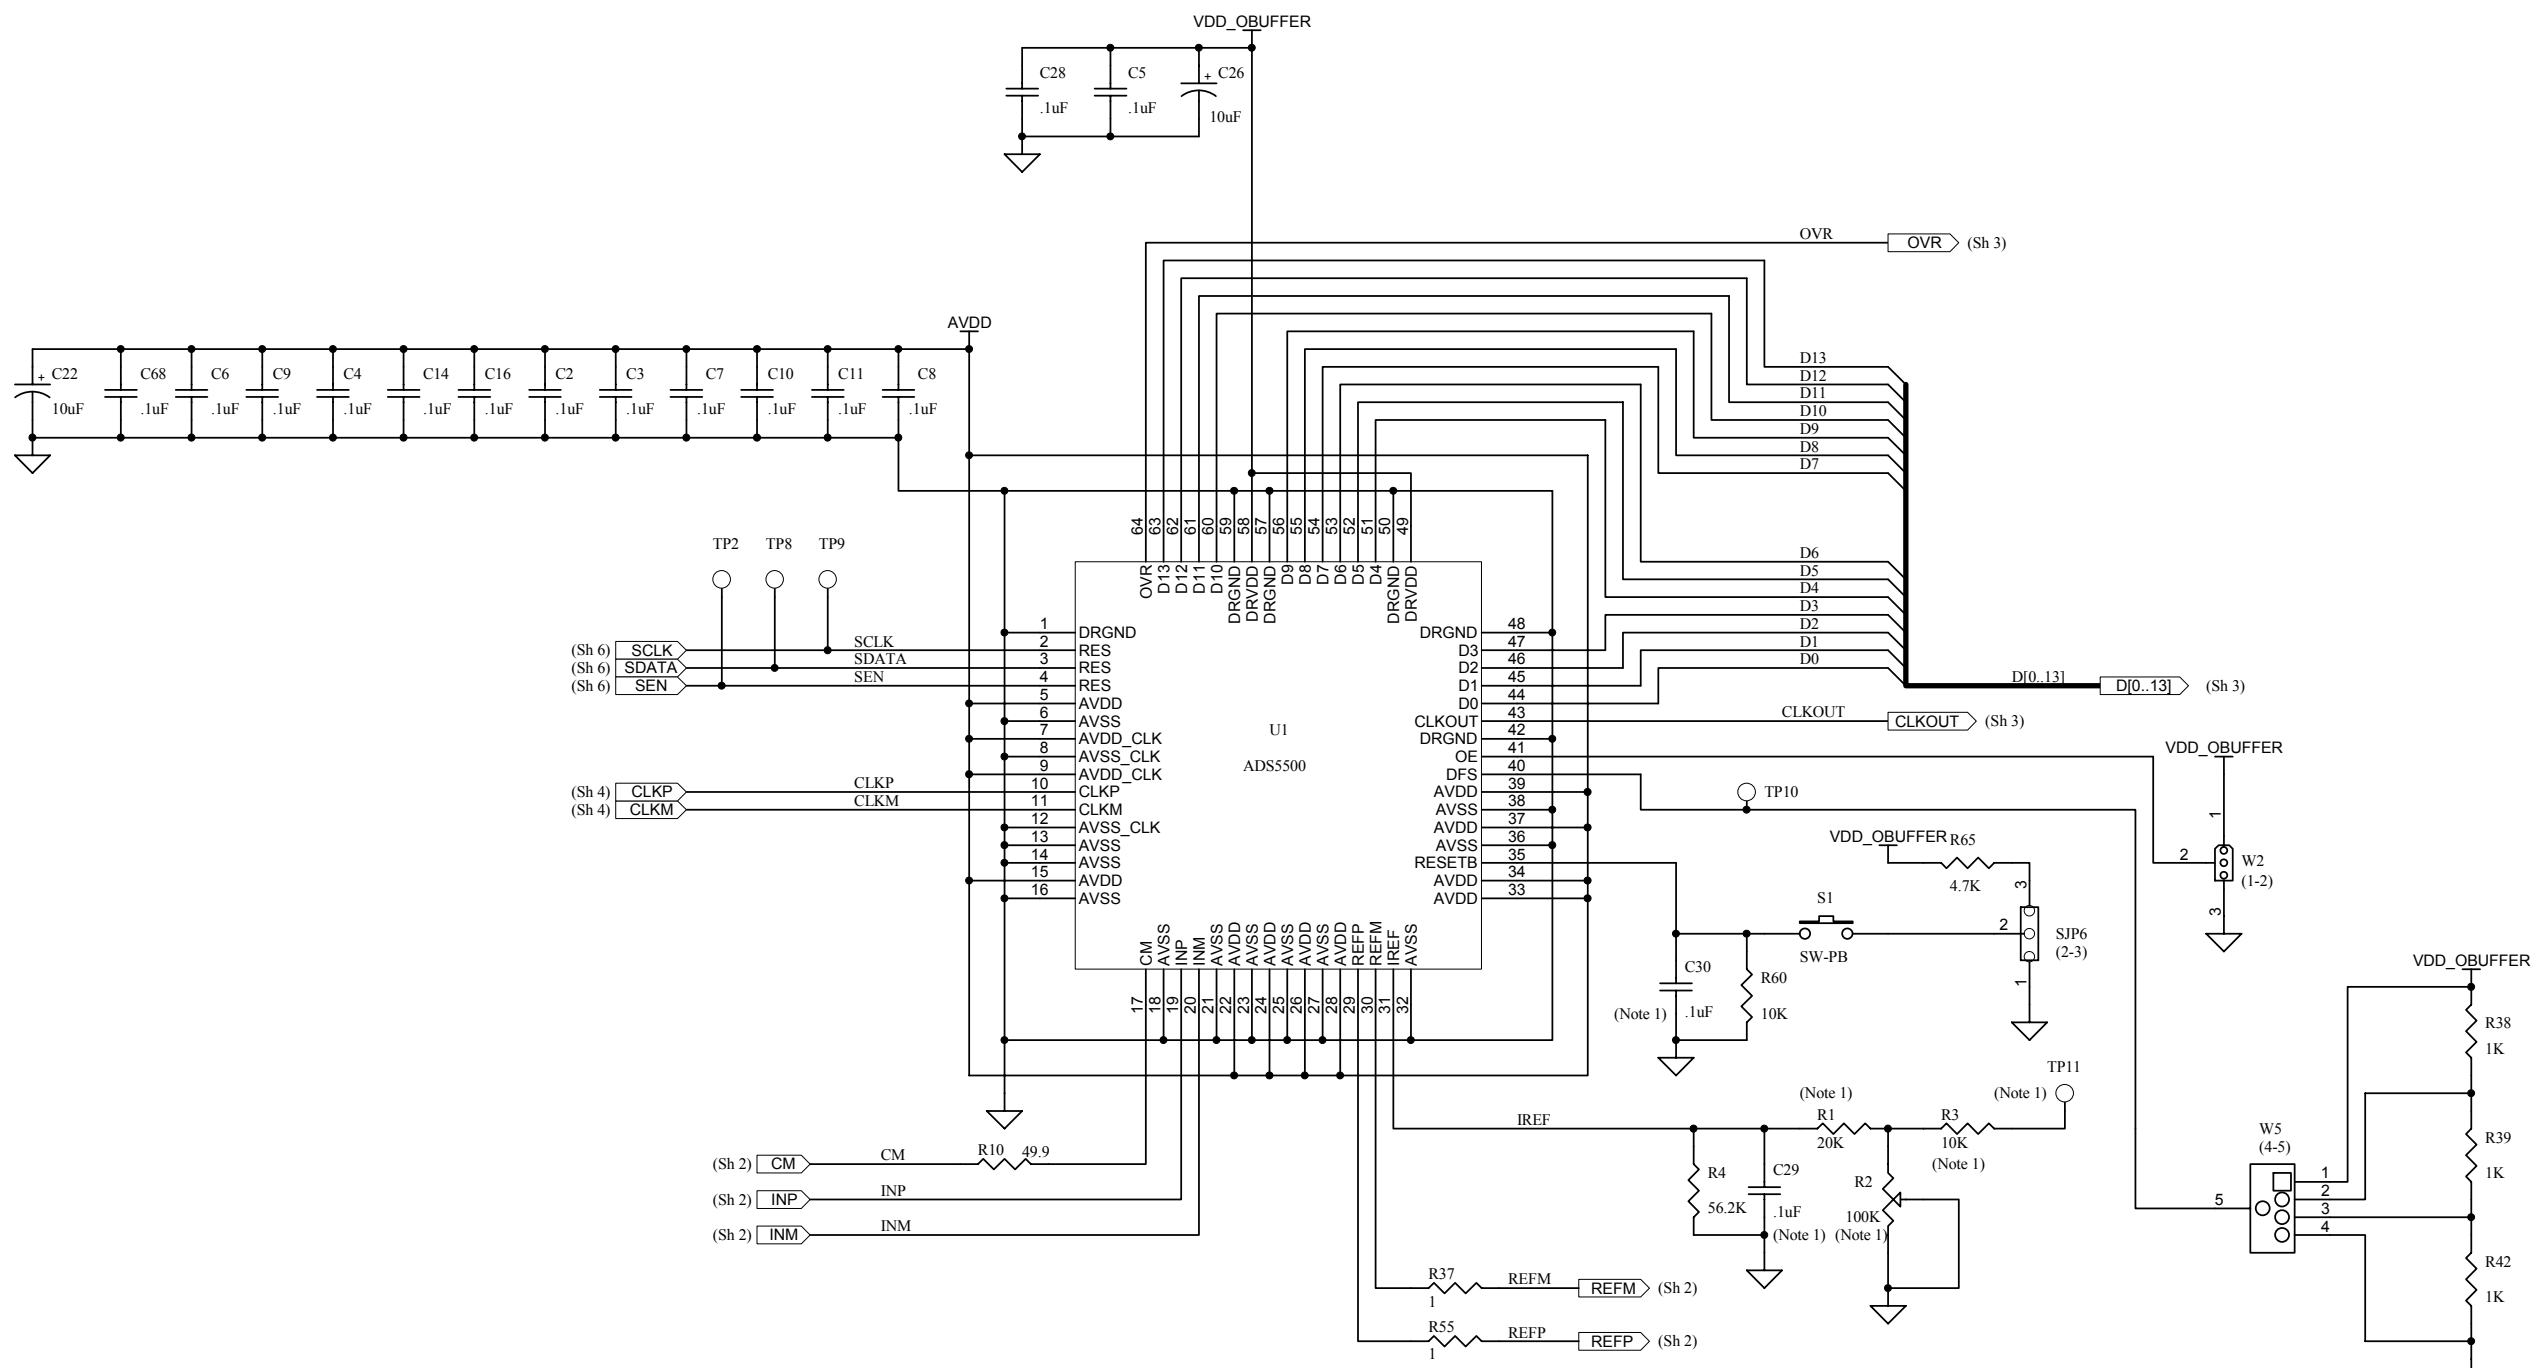 VDD_OBUFFER
C28
.1uF
C5
.1uF
+ C26
10uF
OVR
OVR (Sh 3)
AVDD
+ C22
10uF
C68
.1uF
C6
.1uF
C9
.1uF
C4
.1uF
C14
.1uF
C16
.1uF
C2
.1uF
C3
.1uF
C7
.1uF
C10
.1uF
C11
.1uF
C8
.1uF
D13
D12
D11
D10
D9
D8
D7
D6
D5
D4
D3
D2
D1
D0
D[0..13]
D[0..13] (Sh 3)
TP2
TP8
TP9
64 OVR
63 D13
62 D12
61 D11
60 D10
59 DRGND
58 DRVDD
57 DRGND
56 D9
55 D8
54 D7
53 D6
52 D5
51 D4
50 DRGND
49 DRVDD
(Sh 6) SCLK SCLK
(Sh 6) SDATA SDATA
(Sh 6) SEN SEN
(Sh 4) CLKP CLKP
(Sh 4) CLKM CLKM
1 DRGND
2 RES
3 RES
4 RES
5 AVDD
6 AVSS
7 AVDD_CLK
8 AVSS_CLK
9 AVDD_CLK
10 CLKP
11 CLKM
12 AVSS_CLK
13 AVSS
14 AVSS
15 AVDD
16 AVSS
U1
ADS5500
DRGND 48
D3 47
D2 46
D1 45
D0 44
CLKOUT 43
DRGND 42
OE 41
DFS 40
AVDD 39
AVSS 38
AVDD 37
AVSS 36
RESETB 35
AVDD 34
AVDD 33
CM 17
AVSS 18
INP 19
INM 20
AVSS 21
AVDD 22
AVSS 23
AVDD 24
AVSS 25
AVDD 26
AVSS 27
AVDD 28
REFP 29
REFM 30
IREF 31
AVSS 32
CLKOUT
CLKOUT (Sh 3)
TP10
VDD_OBUFFER
1
2
3
W2
(1-2)
VDD_OBUFFER
R65
4.7K
3
2
1
SJP6
(2-3)
S1
SW-PB
C30
(Note 1) .1uF
R60
10K
VDD_OBUFFER
R38
1K
R39
1K
R42
1K
W5
(4-5)
5
1
2
3
4
TP11
(Note 1)
(Note 1)
R1
20K
R3
10K
(Note 1)
IREF
R4
56.2K
C29
.1uF
(Note 1)
R2
100K
(Note 1)
(Sh 2) CM CM R10 49.9
(Sh 2) INP INP
(Sh 2) INM INM
R37
1
REFM
REFM (Sh 2)
R55
1
REFP
REFP (Sh 2)